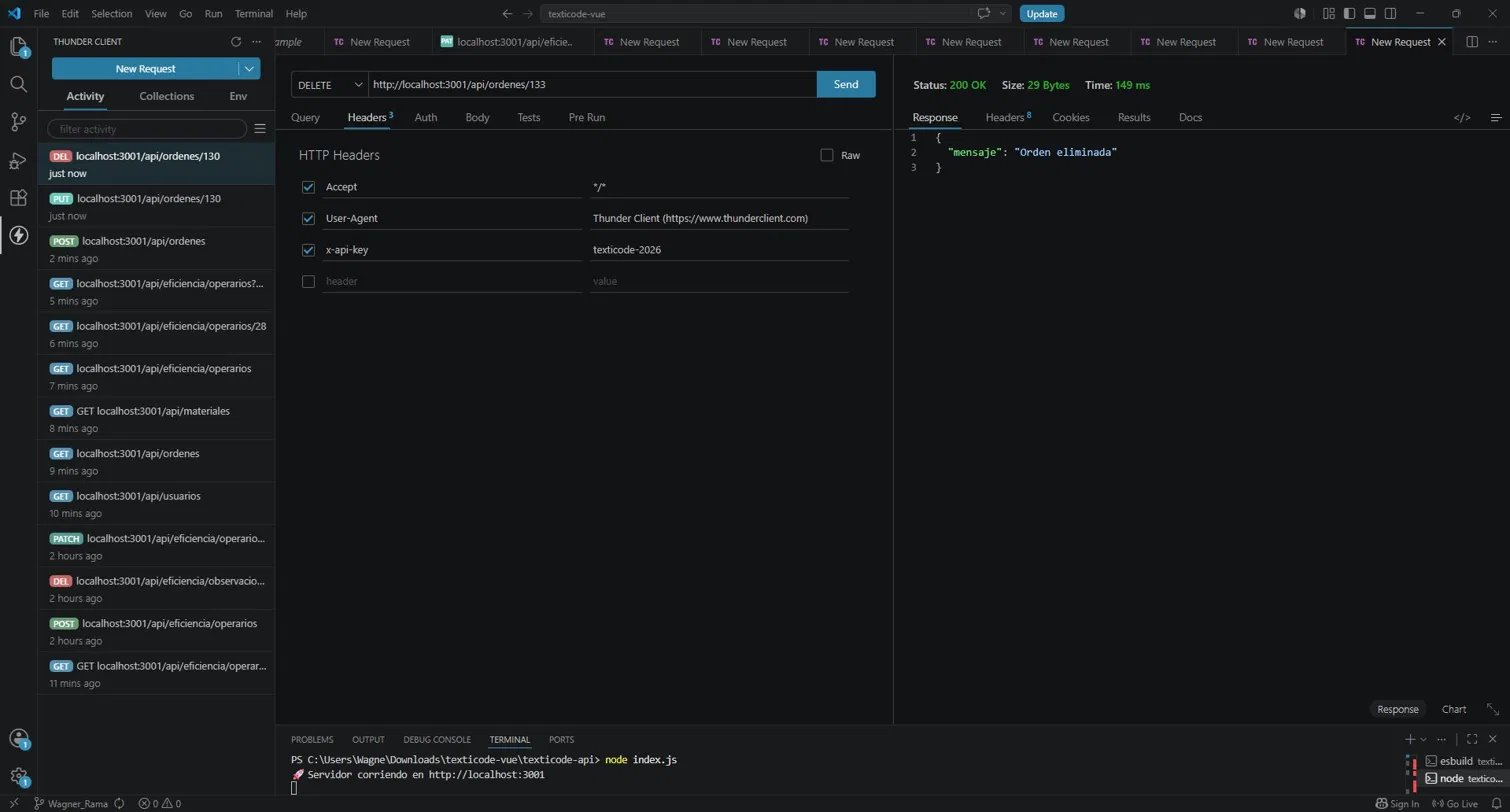 File Edit Selection View Go Run Terminal Help
texticode-vue
Update
THUNDER CLIENT
New Request
Activity Collections Env
filter activity
DEL localhost:3001/api/ordenes/130
just now
PUT localhost:3001/api/ordenes/130
just now
POST localhost:3001/api/ordenes
2 mins ago
GET localhost:3001/api/eficiencia/operarios?...
5 mins ago
GET localhost:3001/api/eficiencia/operarios/28
6 mins ago
GET localhost:3001/api/eficiencia/operarios
7 mins ago
GET GET localhost:3001/api/materiales
8 mins ago
GET localhost:3001/api/ordenes
9 mins ago
GET localhost:3001/api/usuarios
10 mins ago
PATCH localhost:3001/api/eficiencia/operario...
2 hours ago
DEL localhost:3001/api/eficiencia/observacio...
2 hours ago
POST localhost:3001/api/eficiencia/operarios
2 hours ago
GET GET localhost:3001/api/eficiencia/operar...
11 mins ago
ample TC New Request PAT localhost:3001/api/eficie.. TC New Request TC New Request TC New Request TC New Request TC New Request TC New Request TC New Request TC New Request
DELETE http://localhost:3001/api/ordenes/133 Send
Query Headers 3 Auth Body Tests Pre Run
HTTP Headers Raw
Accept */*
User-Agent Thunder Client (https://www.thunderclient.com)
x-api-key texticode-2026
header value
Status: 200 OK Size: 29 Bytes Time: 149 ms
Response Headers 8 Cookies Results Docs </>
1 {
2 "mensaje": "Orden eliminada"
3 }
Response Chart
PROBLEMS OUTPUT DEBUG CONSOLE TERMINAL PORTS
PS C:\Users\Wagne\Downloads\texticode-vue\texticode-api> node index.js
🚀 Servidor corriendo en http://localhost:3001
esbuild texti...
node textico...
Wagner_Rama 0 0 Sign In Go Live